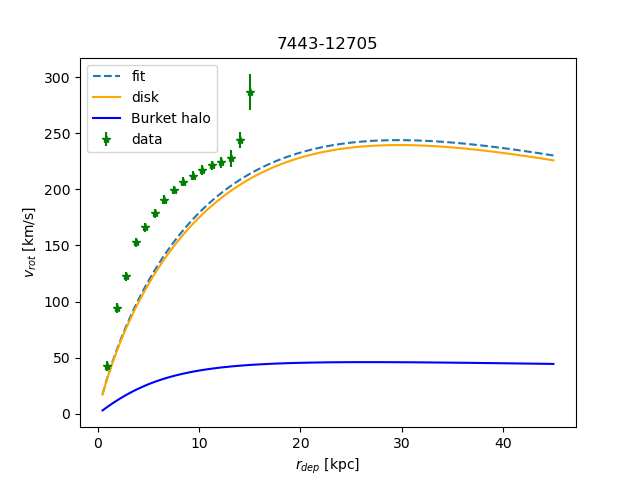 7443-12705
fit
disk
Burket halo
data
300
250
200
150
100
50
0
v_rot [km/s]
0 10 20 30 40
r_dep [kpc]